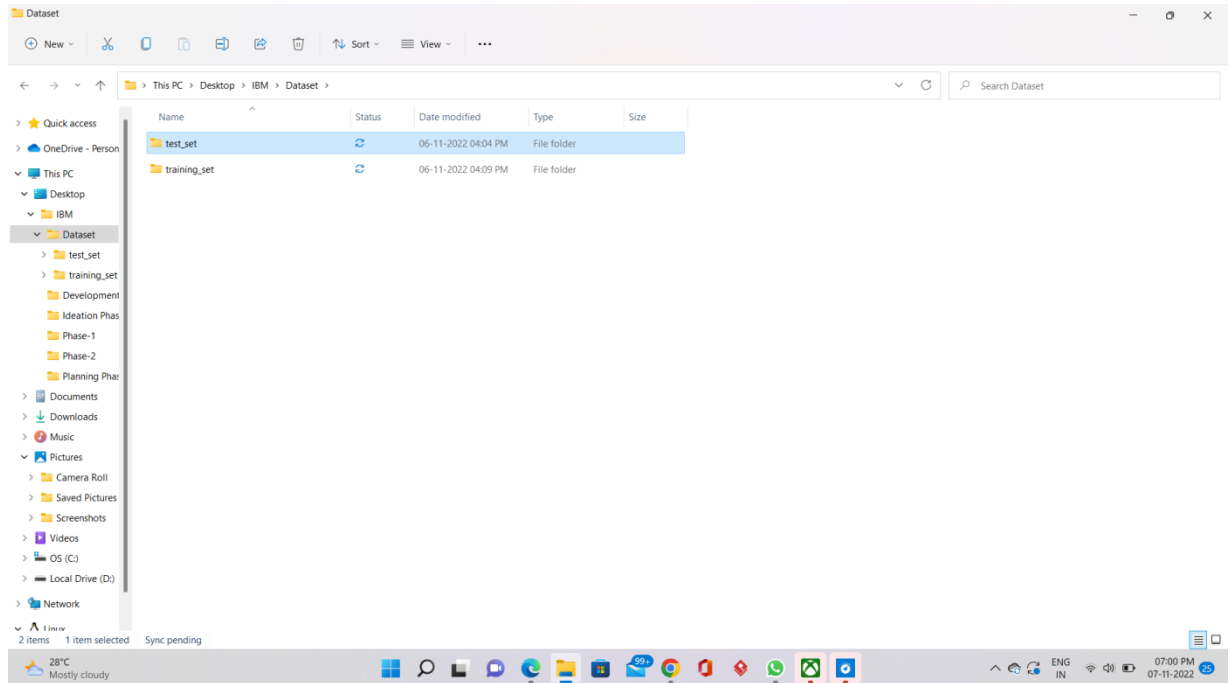 Dataset
New
Sort
View
This PC > Desktop > IBM > Dataset >
Search Dataset
Name Status Date modified Type Size
test_set 06-11-2022 04:04 PM File folder
training_set 06-11-2022 04:09 PM File folder
Quick access
OneDrive - Person
This PC
Desktop
IBM
Dataset
test_set
training_set
Development
Ideation Phas
Phase-1
Phase-2
Planning Phas
Documents
Downloads
Music
Pictures
Camera Roll
Saved Pictures
Screenshots
Videos
OS (C:)
Local Drive (D:)
Network
Linux
2 items 1 item selected Sync pending
28°C
Mostly cloudy
99+
ENG
IN
07:00 PM
07-11-2022
25